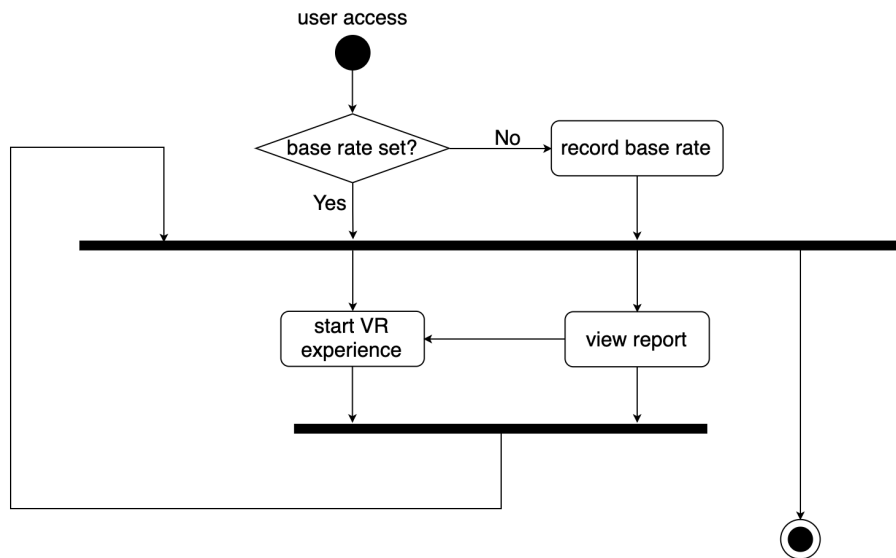 user access
base rate set?
No
record base rate
Yes
start VR
experience
view report